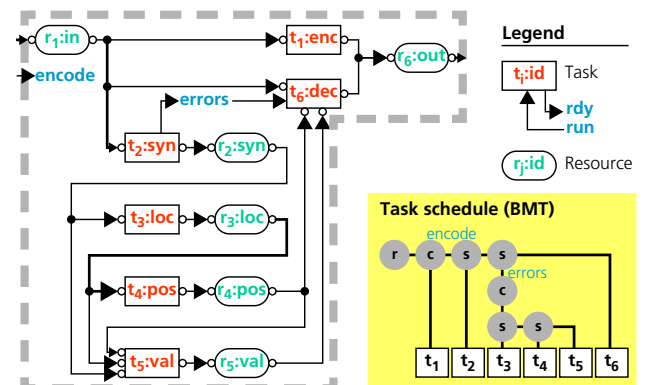 r1:in
t1:enc
r6:out
encode
t6:dec
errors
t2:syn
r2:syn
t3:loc
r3:loc
t4:pos
r4:pos
t5:val
r5:val
Legend
tj:id Task
rdy
run
rj:id Resource
Task schedule (BMT)
encode
r c s s
errors
c
s s
t1 t2 t3 t4 t5 t6